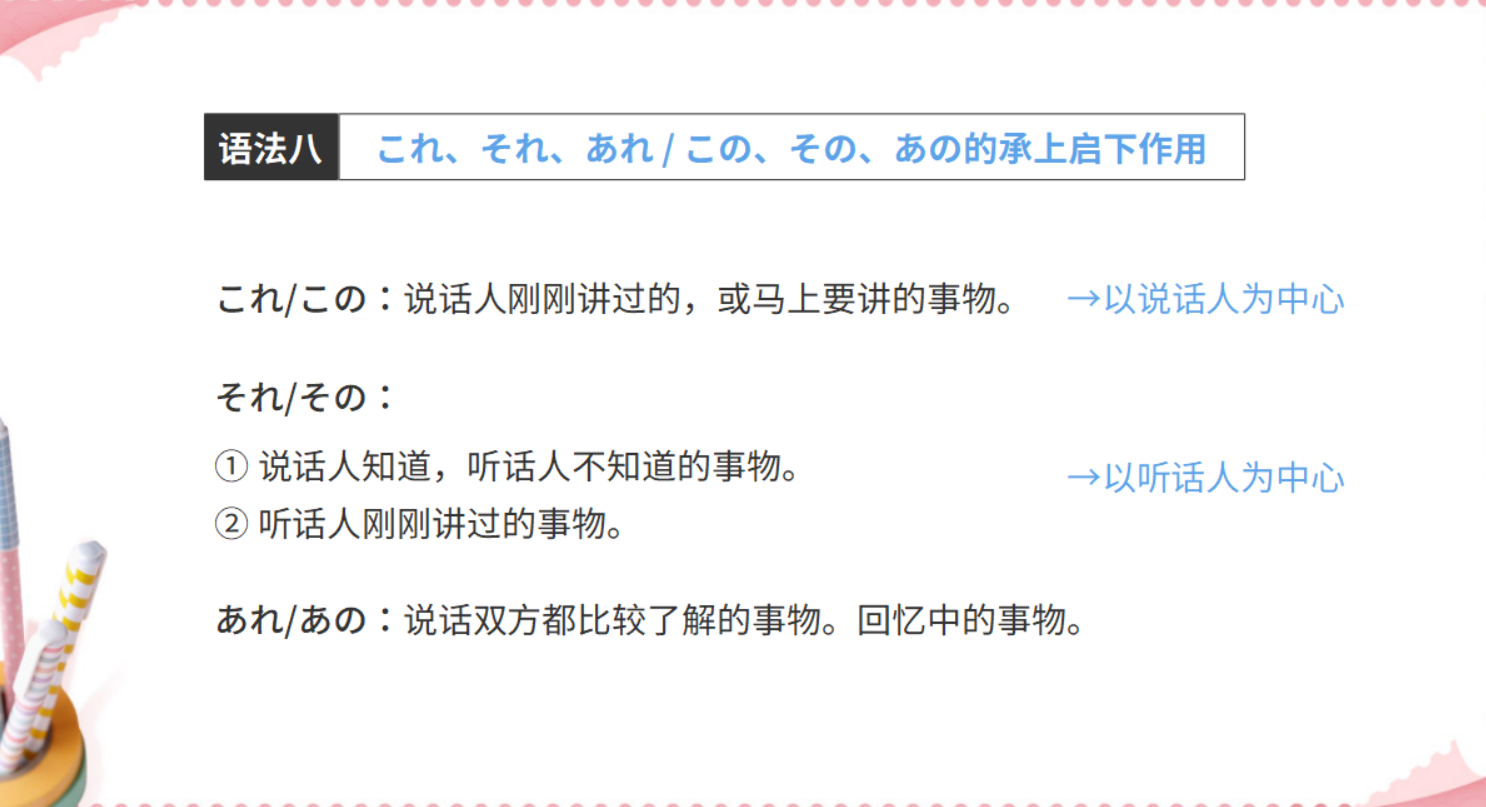 语法八 これ、それ、あれ / この、その、あの的承上启下作用
これ/この：说话人刚刚讲过的，或马上要讲的事物。 →以说话人为中心
それ/その：
① 说话人知道，听话人不知道的事物。
→以听话人为中心
② 听话人刚刚讲过的事物。
あれ/あの：说话双方都比较了解的事物。回忆中的事物。